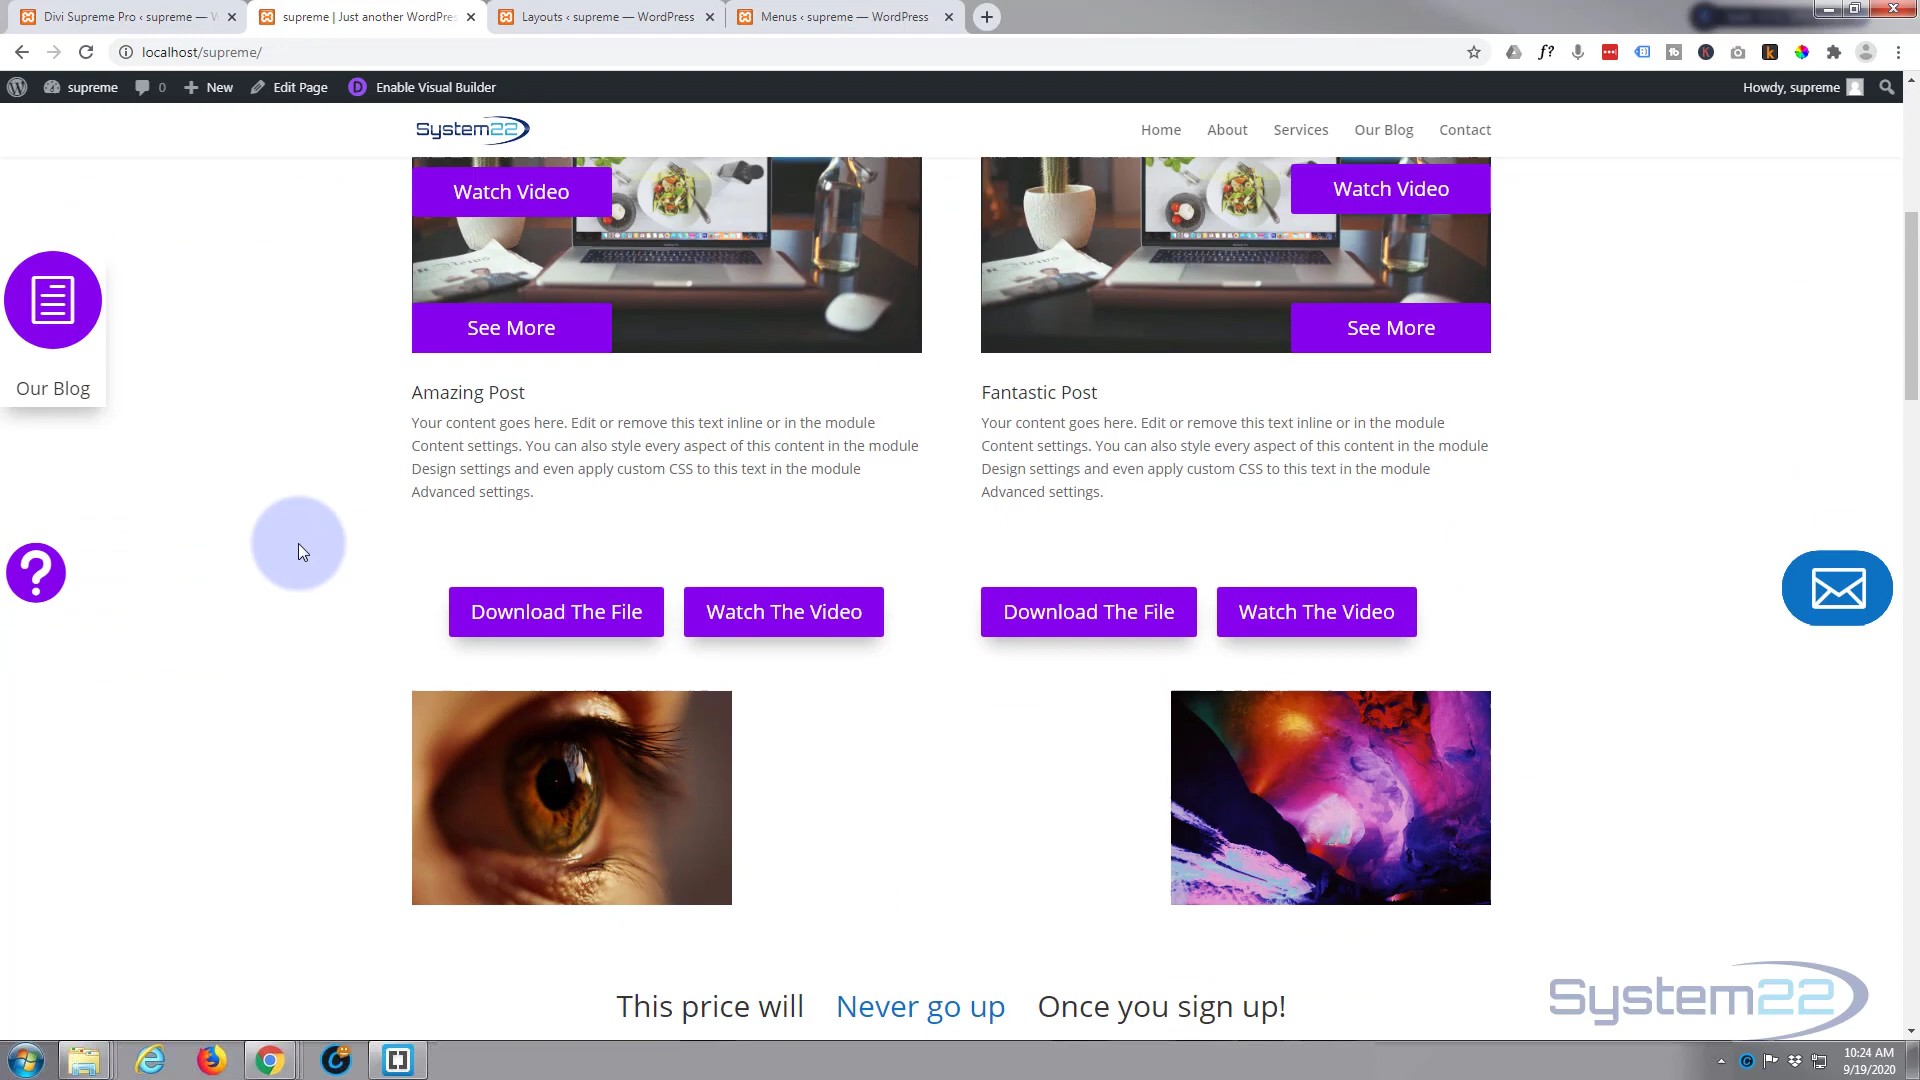 Divi Supreme Pro ‹ supreme — W
supreme | Just another WordPres
Layouts ‹ supreme — WordPress
Menus ‹ supreme — WordPress
localhost/supreme/
supreme 0 New Edit Page Enable Visual Builder Howdy, supreme
System22 Home About Services Our Blog Contact
Watch Video
Watch Video
See More
See More
Our Blog
Amazing Post
Your content goes here. Edit or remove this text inline or in the module
Content settings. You can also style every aspect of this content in the module
Design settings and even apply custom CSS to this text in the module
Advanced settings.
Fantastic Post
Your content goes here. Edit or remove this text inline or in the module
Content settings. You can also style every aspect of this content in the module
Design settings and even apply custom CSS to this text in the module
Advanced settings.
?
Download The File Watch The Video Download The File Watch The Video
This price will Never go up Once you sign up!
System22
10:24 AM
9/19/2020